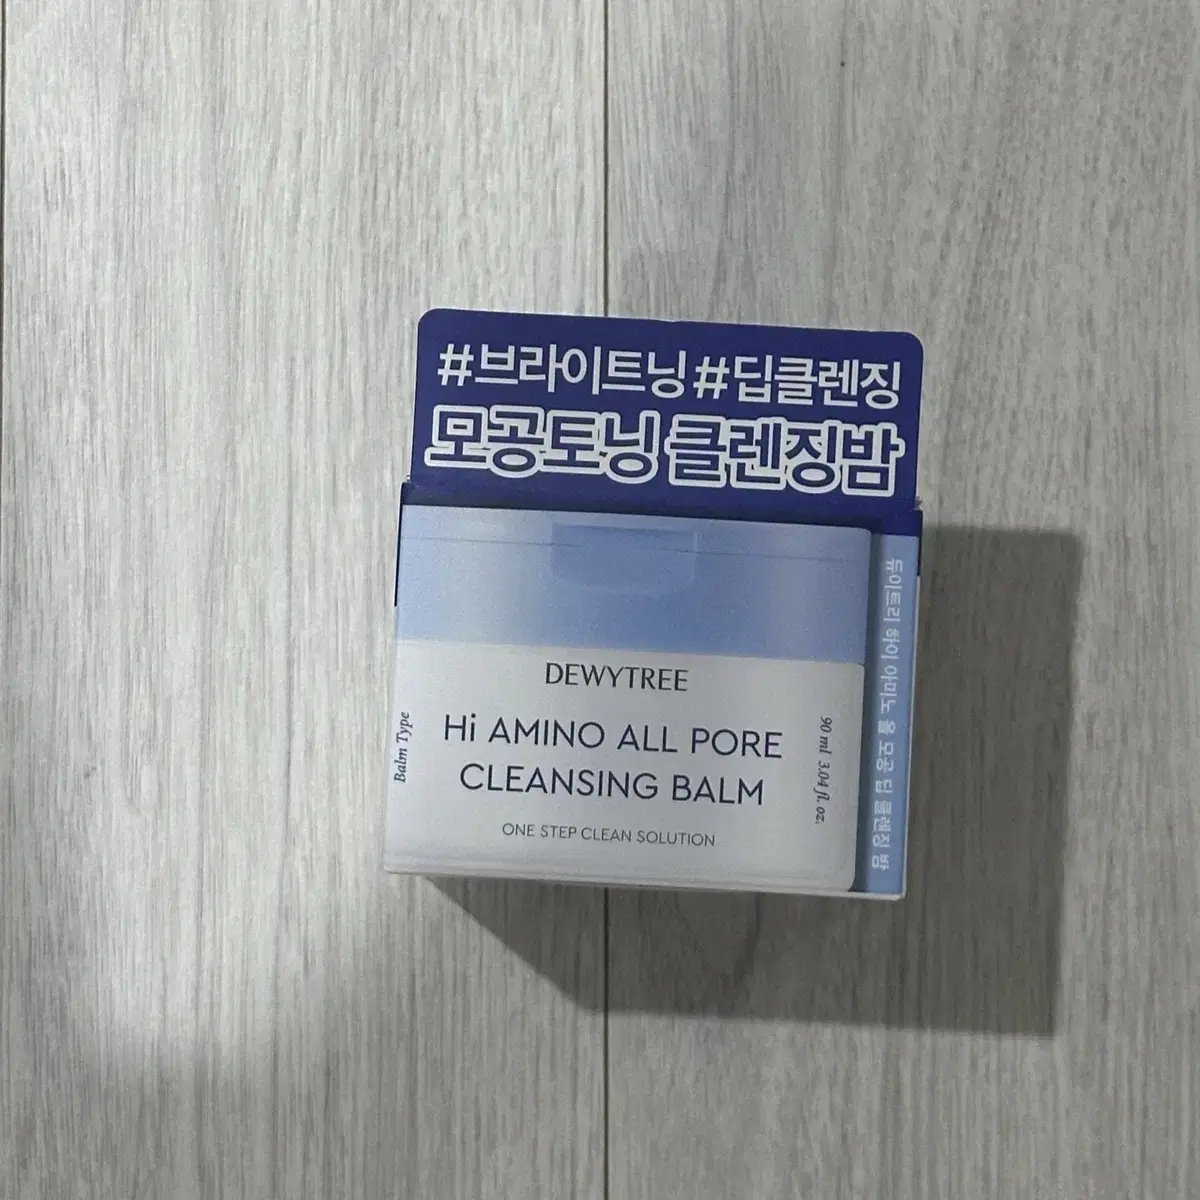 #브라이트닝 #딥클렌징
모공토닝 클렌징밤
DEWYTREE
Hi AMINO ALL PORE
CLEANSING BALM
ONE STEP CLEAN SOLUTION
Balm Type
90 ml 3.04 fl. oz.
듀이트리 하이 아미노 올 모공 딥 클렌징 밤